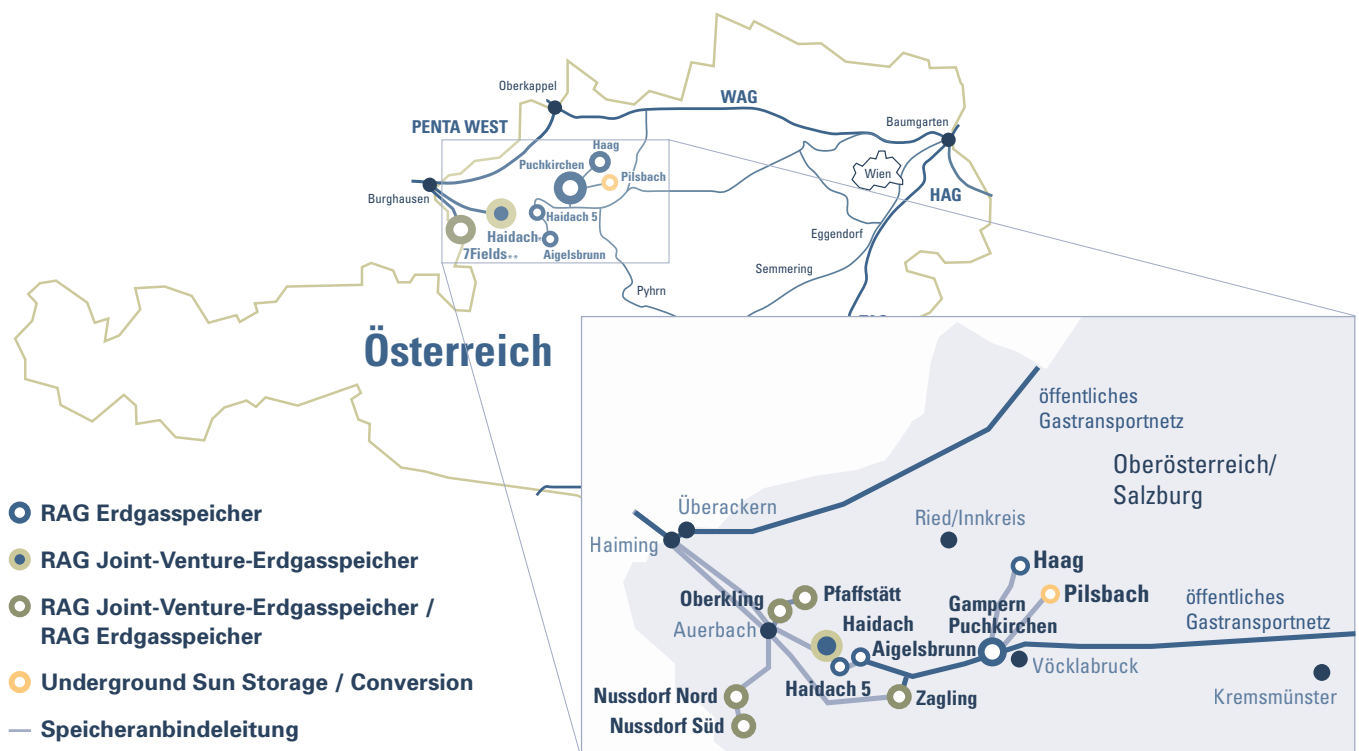 Oberkappel
WAG
Baumgarten
PENTA WEST
Haag
Puchkirchen
Pilsbach
Wien
Burghausen
HAG
Haidach 5
Haidach*
Eggendorf
7Fields**
Aigelsbrunn
Semmering
Pyhrn
Österreich
öffentliches
Gastransportnetz
Oberösterreich/
Salzburg
Überackern
Ried/Innkreis
Haiming
Haag
Pilsbach
Oberkling
Pfaffstätt
Gampern
Puchkirchen
öffentliches
Gastransportnetz
Auerbach
Haidach
Aigelsbrunn
Vöcklabruck
Haidach 5
Nussdorf Nord
Zagling
Kremsmünster
Nussdorf Süd
RAG Erdgasspeicher
RAG Joint-Venture-Erdgasspeicher
RAG Joint-Venture-Erdgasspeicher /
RAG Erdgasspeicher
Underground Sun Storage / Conversion
Speicheranbindeleitung